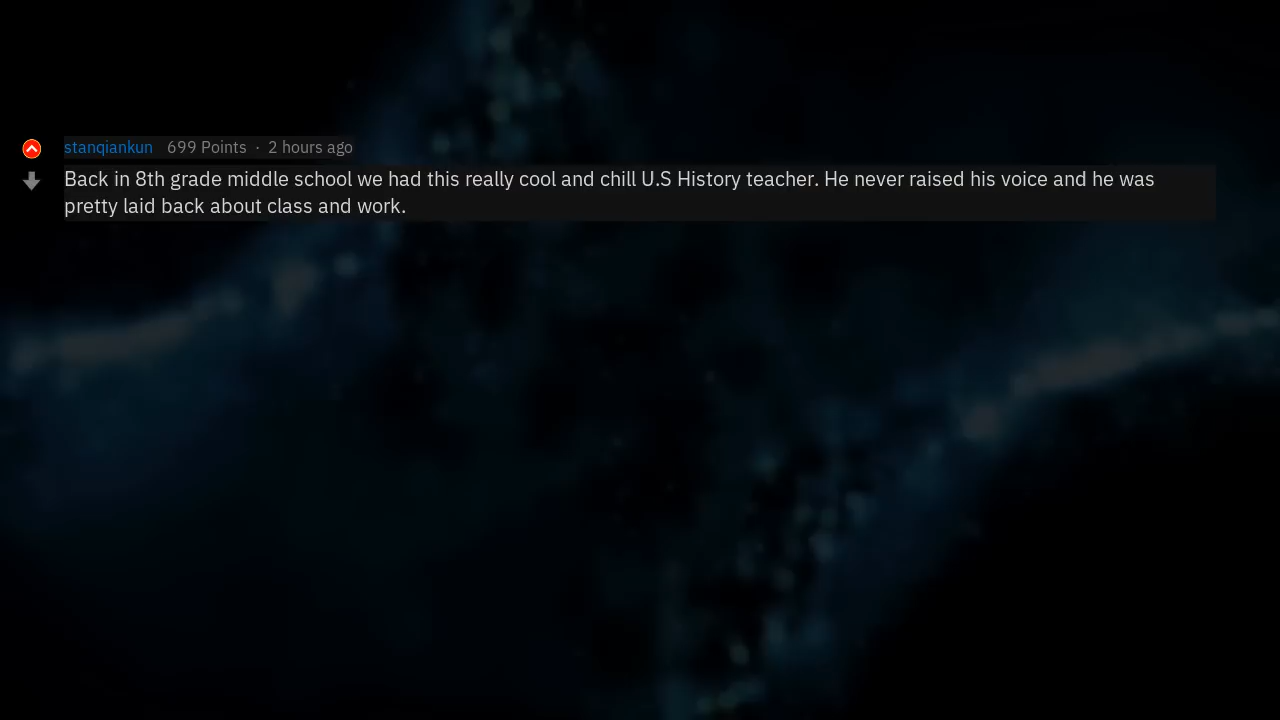 stanqiankun 699 Points · 2 hours ago
Back in 8th grade middle school we had this really cool and chill U.S History teacher. He never raised his voice and he was
pretty laid back about class and work.